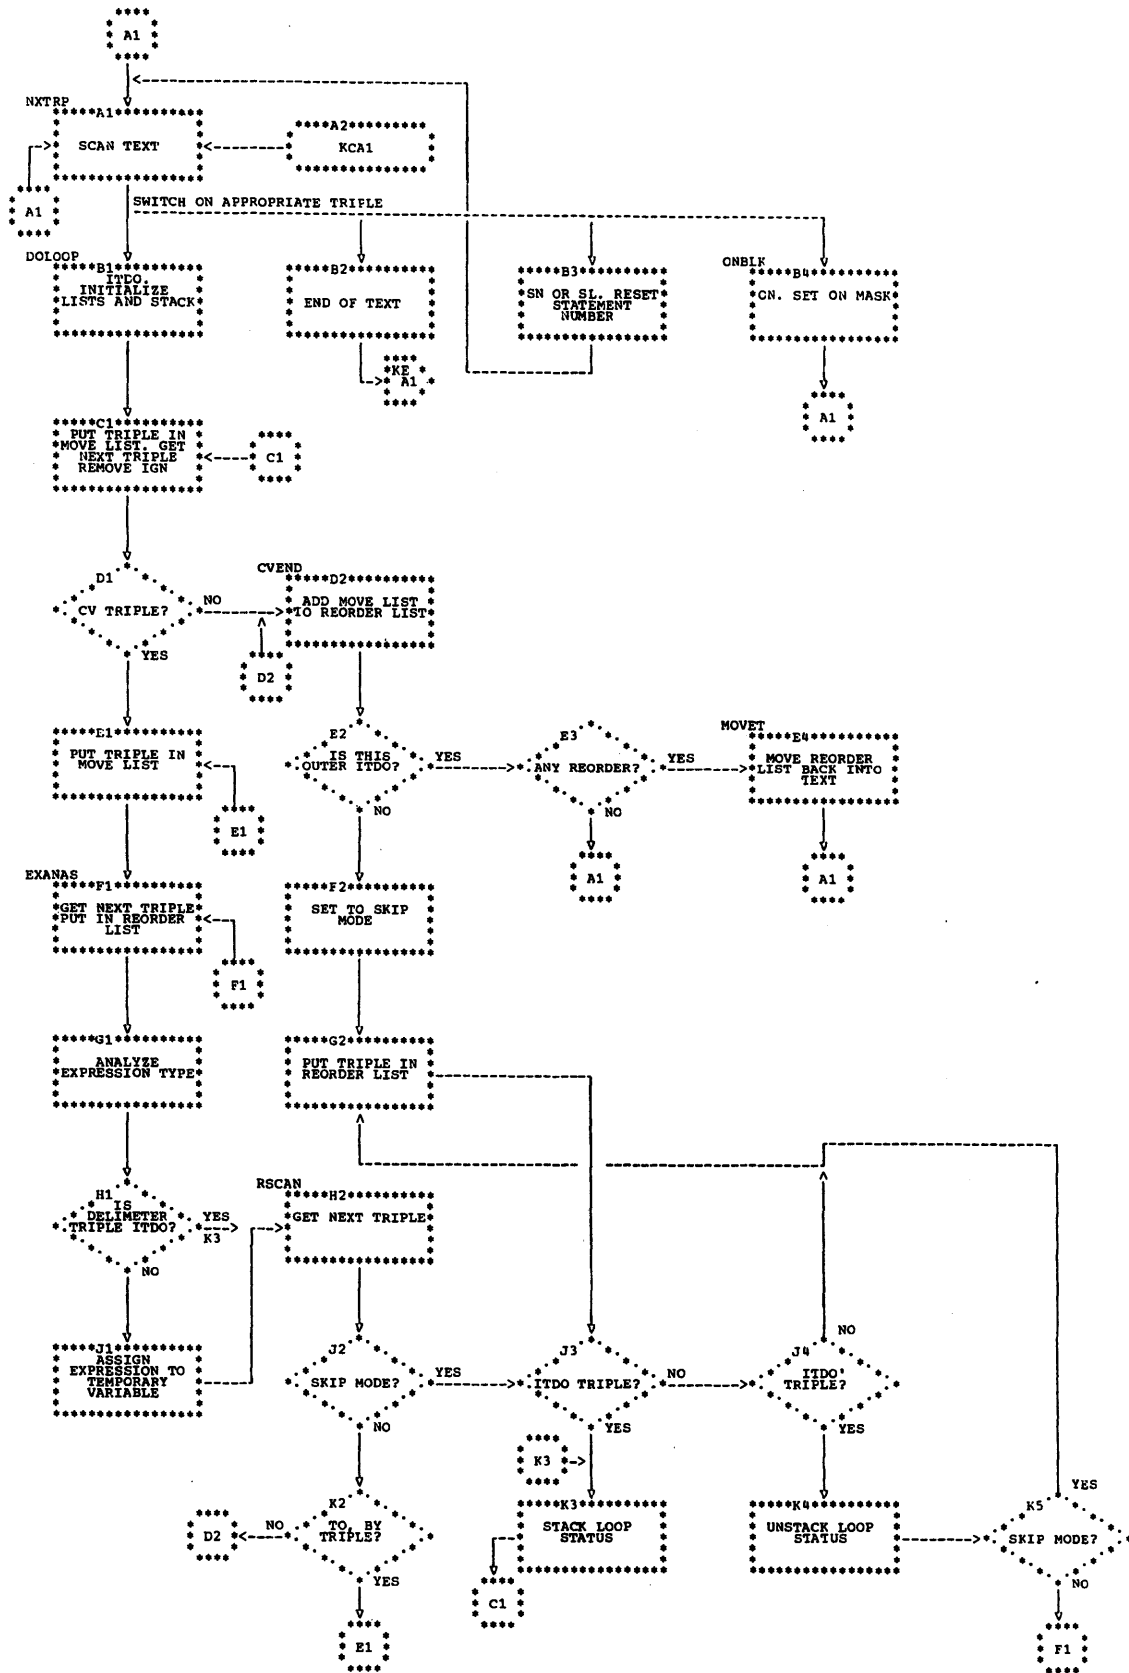 A1
NXTRP
A1
SCAN TEXT
A2
KCA1
A1
SWITCH ON APPROPRIATE TRIPLE
DOLOOP
B1
ITDO.
INITIALIZE
LISTS AND STACK
B2
END OF TEXT
B3
SN OR SL. RESET
STATEMENT
NUMBER
ONBLK
B4
ON. SET ON MASK
KE
A1
A1
C1
PUT TRIPLE IN
MOVE LIST. GET
NEXT TRIPLE
REMOVE IGN
C1
D1
CV TRIPLE?
NO
YES
CVEND
D2
ADD MOVE LIST
TO REORDER LIST
D2
E1
PUT TRIPLE IN
MOVE LIST
E1
E2
IS THIS
OUTER ITDO?
YES
NO
E3
ANY REORDER?
YES
NO
MOVET
E4
MOVE REORDER
LIST BACK INTO
TEXT
A1
A1
EXANAS
F1
GET NEXT TRIPLE
PUT IN REORDER
LIST
F1
F2
SET TO SKIP
MODE
G1
ANALYZE
EXPRESSION TYPE
G2
PUT TRIPLE IN
REORDER LIST
H1
IS
DELIMETER
TRIPLE ITDO?
YES
K3
NO
RSCAN
H2
GET NEXT TRIPLE
J1
ASSIGN
EXPRESSION TO
TEMPORARY
VARIABLE
J2
SKIP MODE?
YES
NO
J3
ITDO TRIPLE?
NO
YES
J4
ITDO'
TRIPLE?
NO
YES
K3
D2
NO
K2
TO, BY
TRIPLE?
YES
K3
STACK LOOP
STATUS
K4
UNSTACK LOOP
STATUS
K5
SKIP MODE?
YES
NO
C1
E1
F1